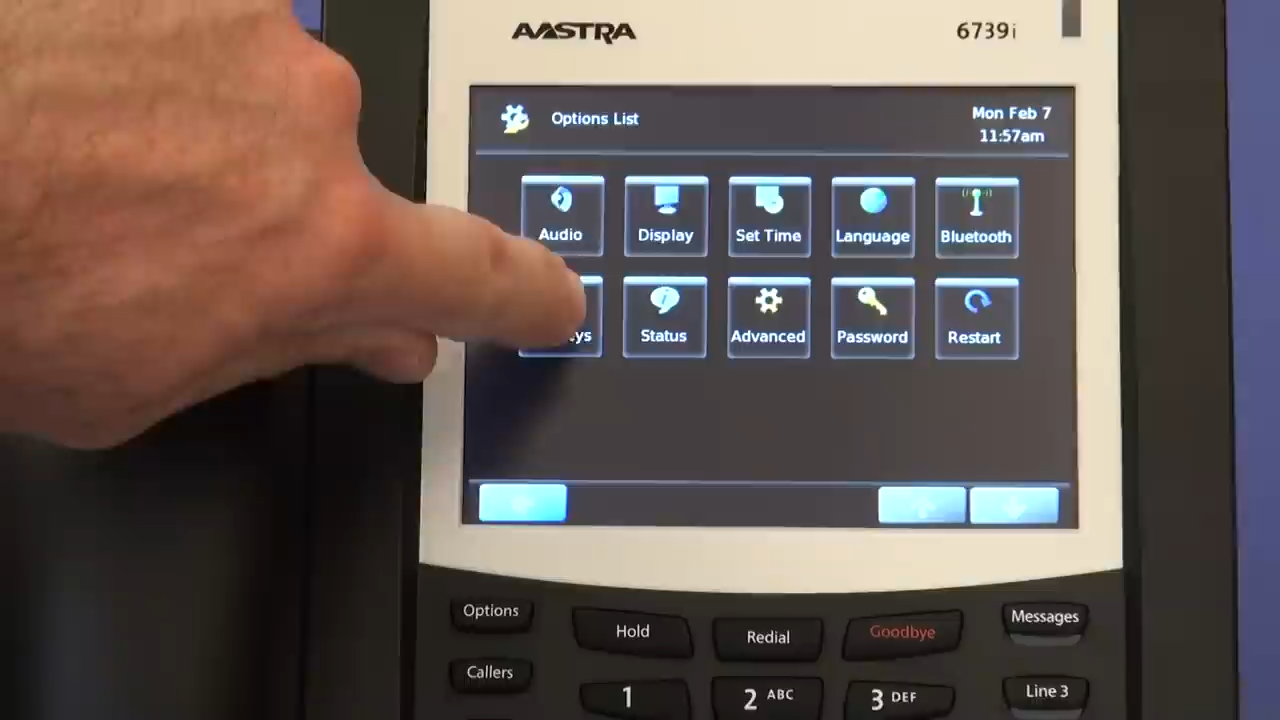 AASTRA
6739i
Options List
Mon Feb 7
11:57am
Audio
Display
Set Time
Language
Bluetooth
Status
Advanced
Password
Restart
Options
Hold
Redial
Goodbye
Messages
Callers
1
2 ABC
3 DEF
Line 3